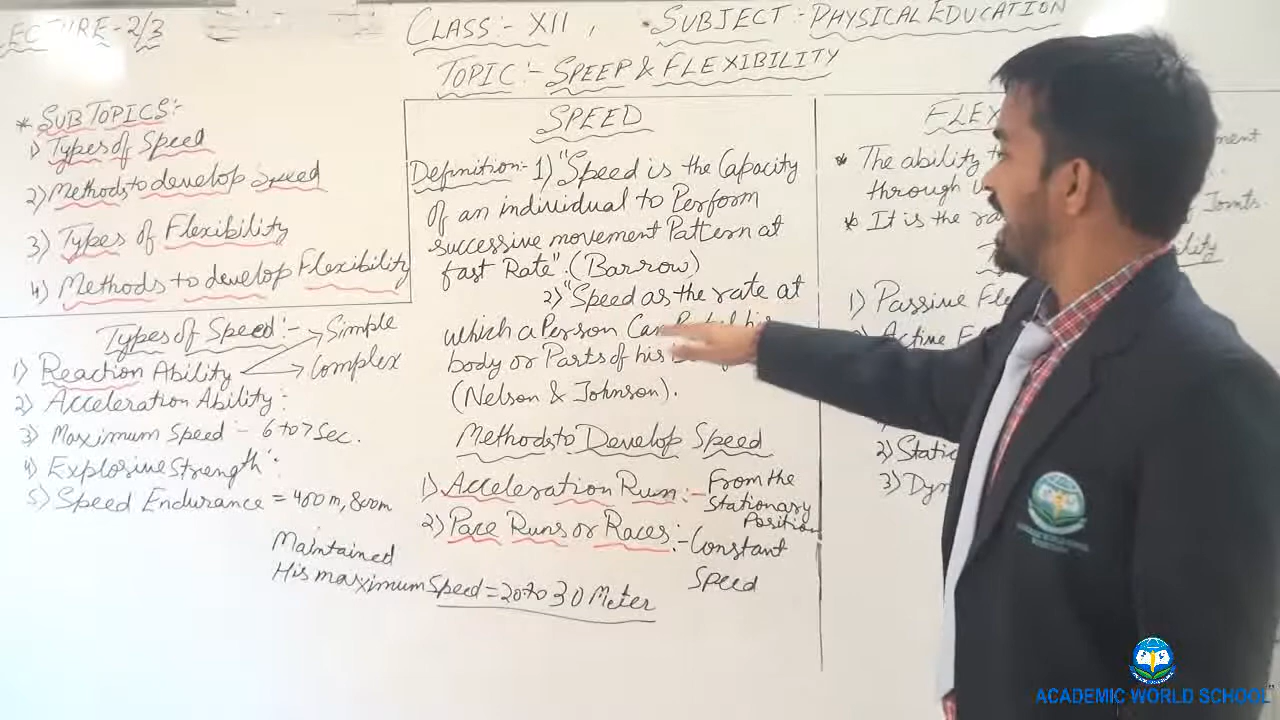 LECTURE-2/3
CLASS:- XII, SUBJECT:- PHYSICAL EDUCATION
TOPIC:- SPEEP & FLEXIBILITY
* SUBTOPICS:-
1) Types of Speed
2) Methods to develop Speed
3) Types of Flexibility
4) Methods to develop Flexibility
Types of Speed:-
1) Reaction Ability
Simple
Complex
2) Acceleration Ability:
3) Maximum Speed - 6 to 7 Sec.
4) Explosive Strength:
5) Speed Endurance = 400m, 800m
Maintained
His maximum Speed = 20 to 30 Meter
SPEED
Definition:- 1) "Speed is the Capacity
of an individual to Perform
successive movement Pattern at
fast Rate". (Barrow)
2) "Speed as the rate at
which a Person Can
body or Parts of his
(Nelson & Johnson).
Methods to Develop Speed
1) Acceleration Run:- From the
Stationary
Position
2) Pace Runs or Races:- Constant
Speed
FLEX
* The ability
through
* It is the Joints.
1) Passive Fle
2) Active F
2) Static
3) Dyn
ACADEMIC WORLD SCHOOL"